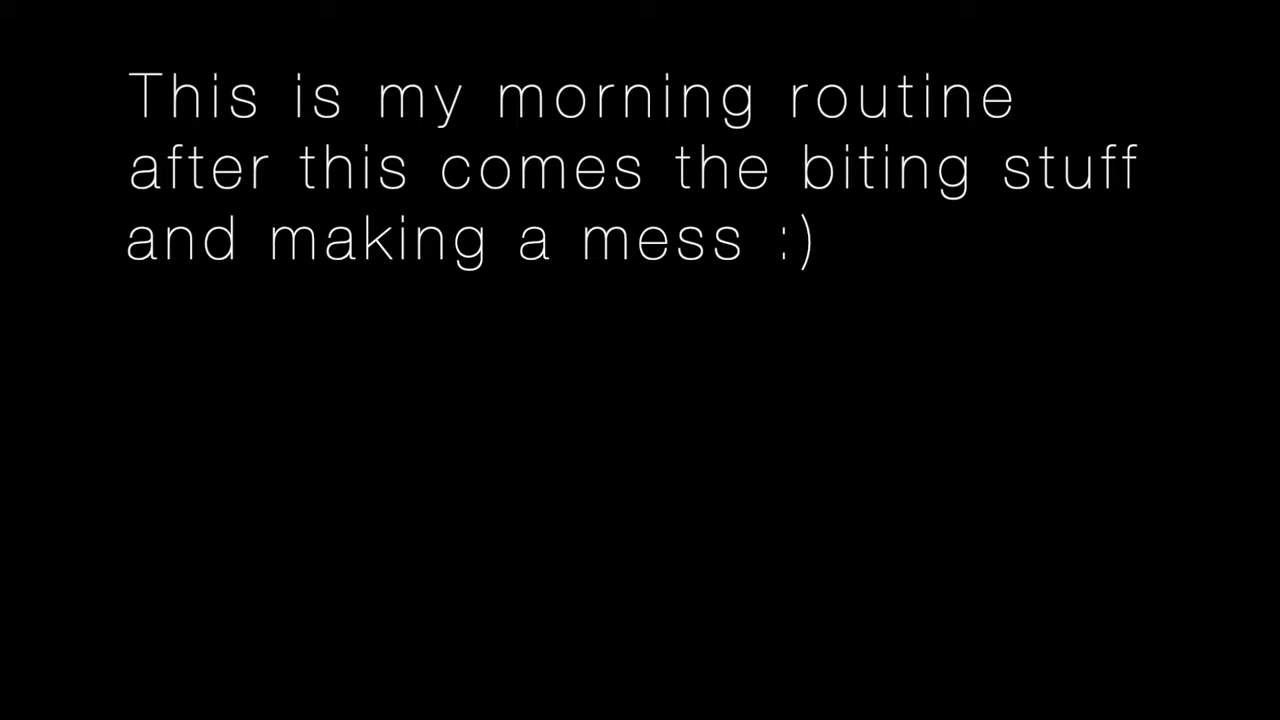 This is my morning routine
after this comes the biting stuff
and making a mess :)